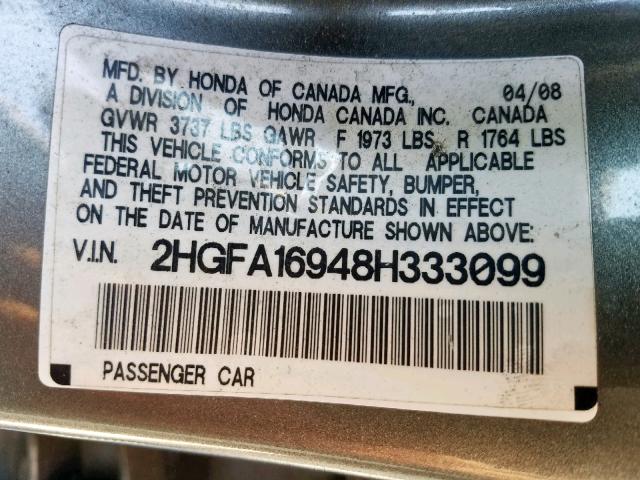 MFD. BY HONDA OF CANADA MFG., 04/08
A DIVISION OF HONDA CANADA INC. CANADA
GVWR 3737 LBS GAWR F 1973 LBS R 1764 LBS
THIS VEHICLE CONFORMS TO ALL APPLICABLE
FEDERAL MOTOR VEHICLE SAFETY, BUMPER,
AND THEFT PREVENTION STANDARDS IN EFFECT
ON THE DATE OF MANUFACTURE SHOWN ABOVE.
V.I.N. 2HGFA16948H333099
PASSENGER CAR